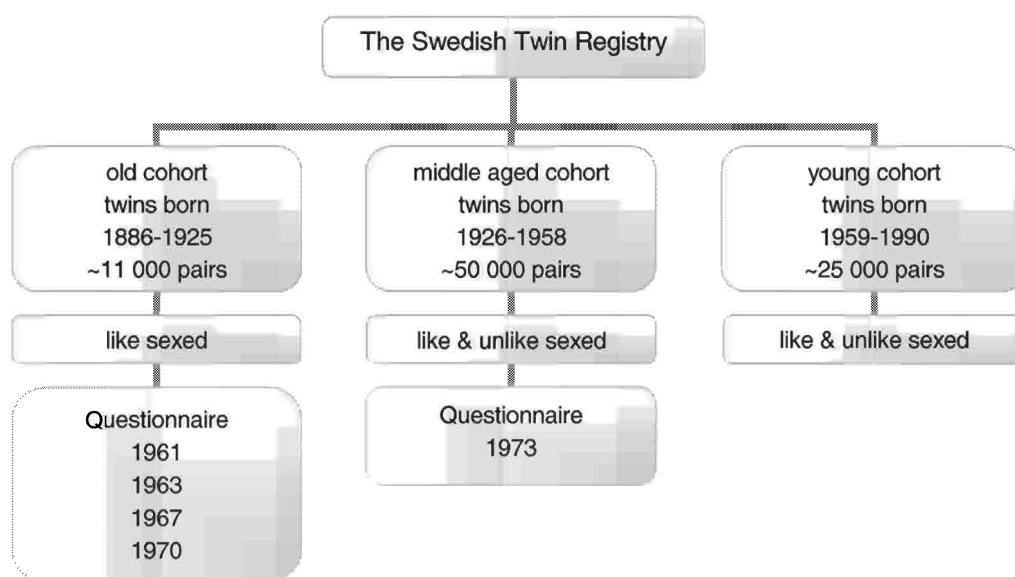 The Swedish Twin Registry
old cohort
twins born
1886-1925
~11 000 pairs
like sexed
Questionnaire
1961
1963
1967
1970
middle aged cohort
twins born
1926-1958
~50 000 pairs
like & unlike sexed
Questionnaire
1973
young cohort
twins born
1959-1990
~25 000 pairs
like & unlike sexed